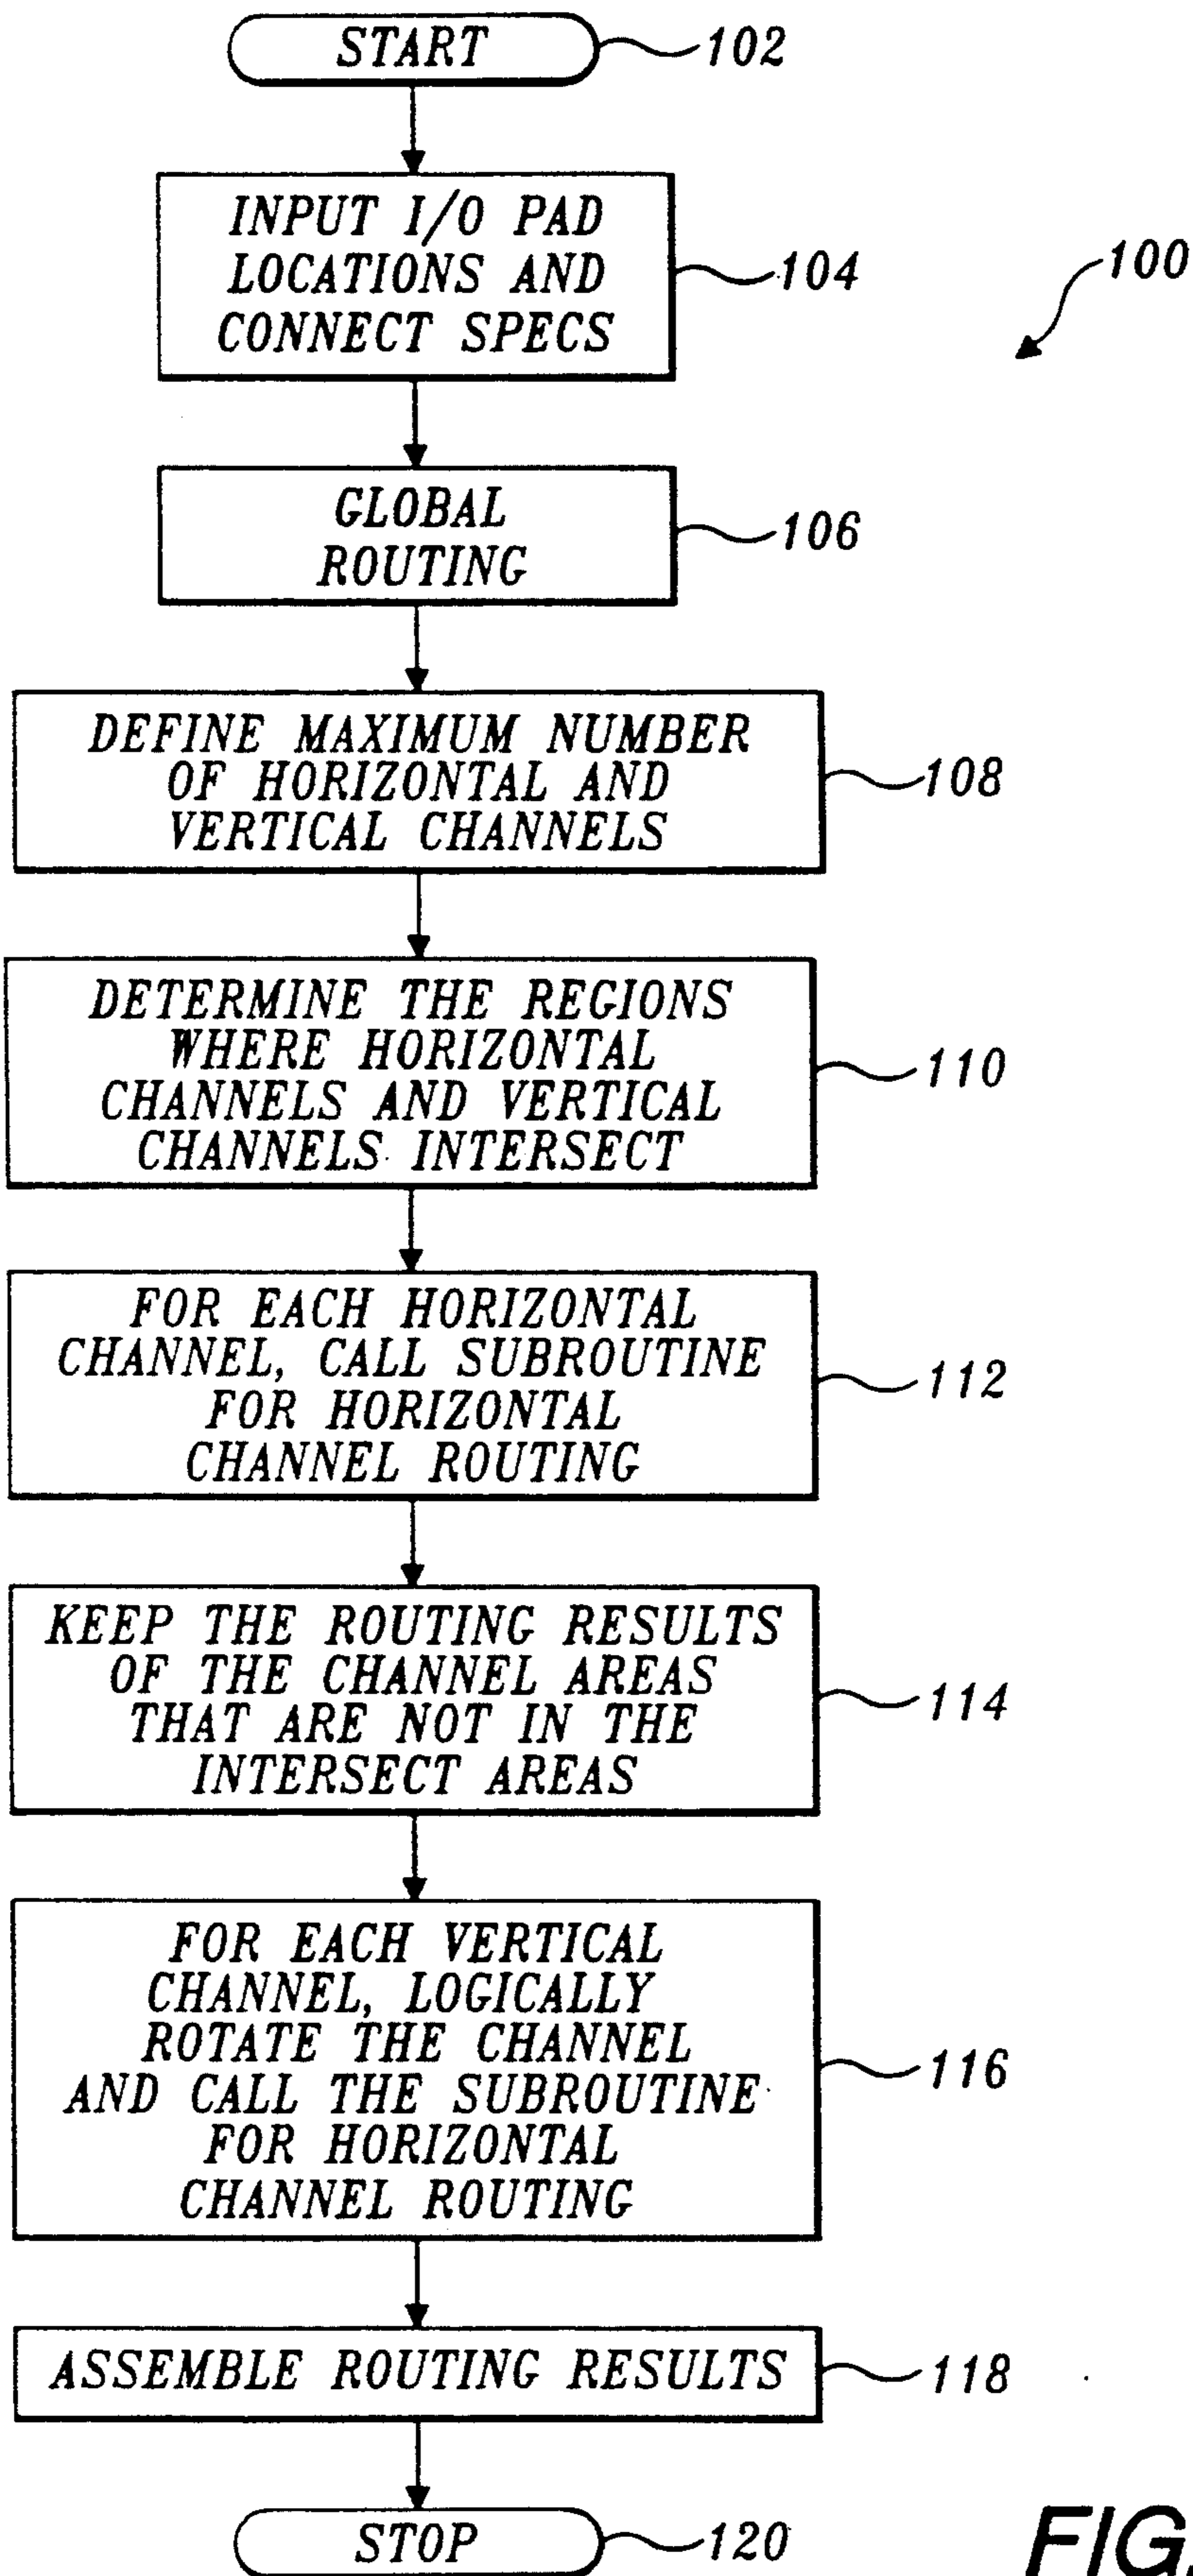 START
102
INPUT I/O PAD
LOCATIONS AND
CONNECT SPECS
104
100
GLOBAL
ROUTING
106
DEFINE MAXIMUM NUMBER
OF HORIZONTAL AND
VERTICAL CHANNELS
108
DETERMINE THE REGIONS
WHERE HORIZONTAL
CHANNELS AND VERTICAL
CHANNELS INTERSECT
110
FOR EACH HORIZONTAL
CHANNEL, CALL SUBROUTINE
FOR HORIZONTAL
CHANNEL ROUTING
112
KEEP THE ROUTING RESULTS
OF THE CHANNEL AREAS
THAT ARE NOT IN THE
INTERSECT AREAS
114
FOR EACH VERTICAL
CHANNEL, LOGICALLY
ROTATE THE CHANNEL
AND CALL THE SUBROUTINE
FOR HORIZONTAL
CHANNEL ROUTING
116
ASSEMBLE ROUTING RESULTS
118
STOP
120
FIG.